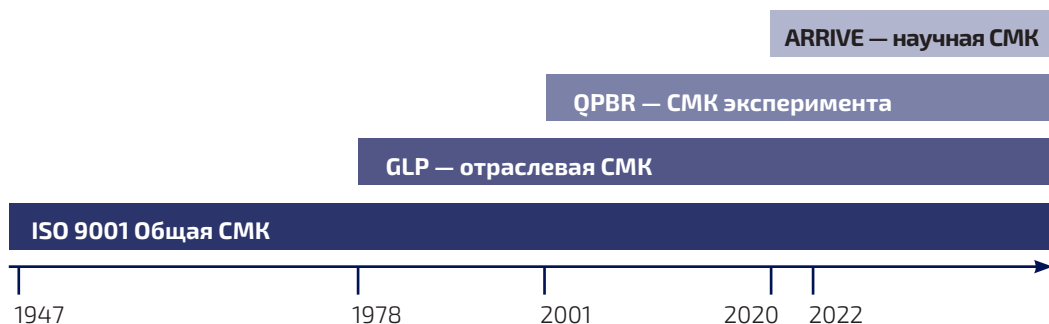 ARRIVE — научная СМК
QPBR — СМК эксперимента
GLP — отраслевая СМК
ISO 9001 Общая СМК
1947 1978 2001 2020 2022